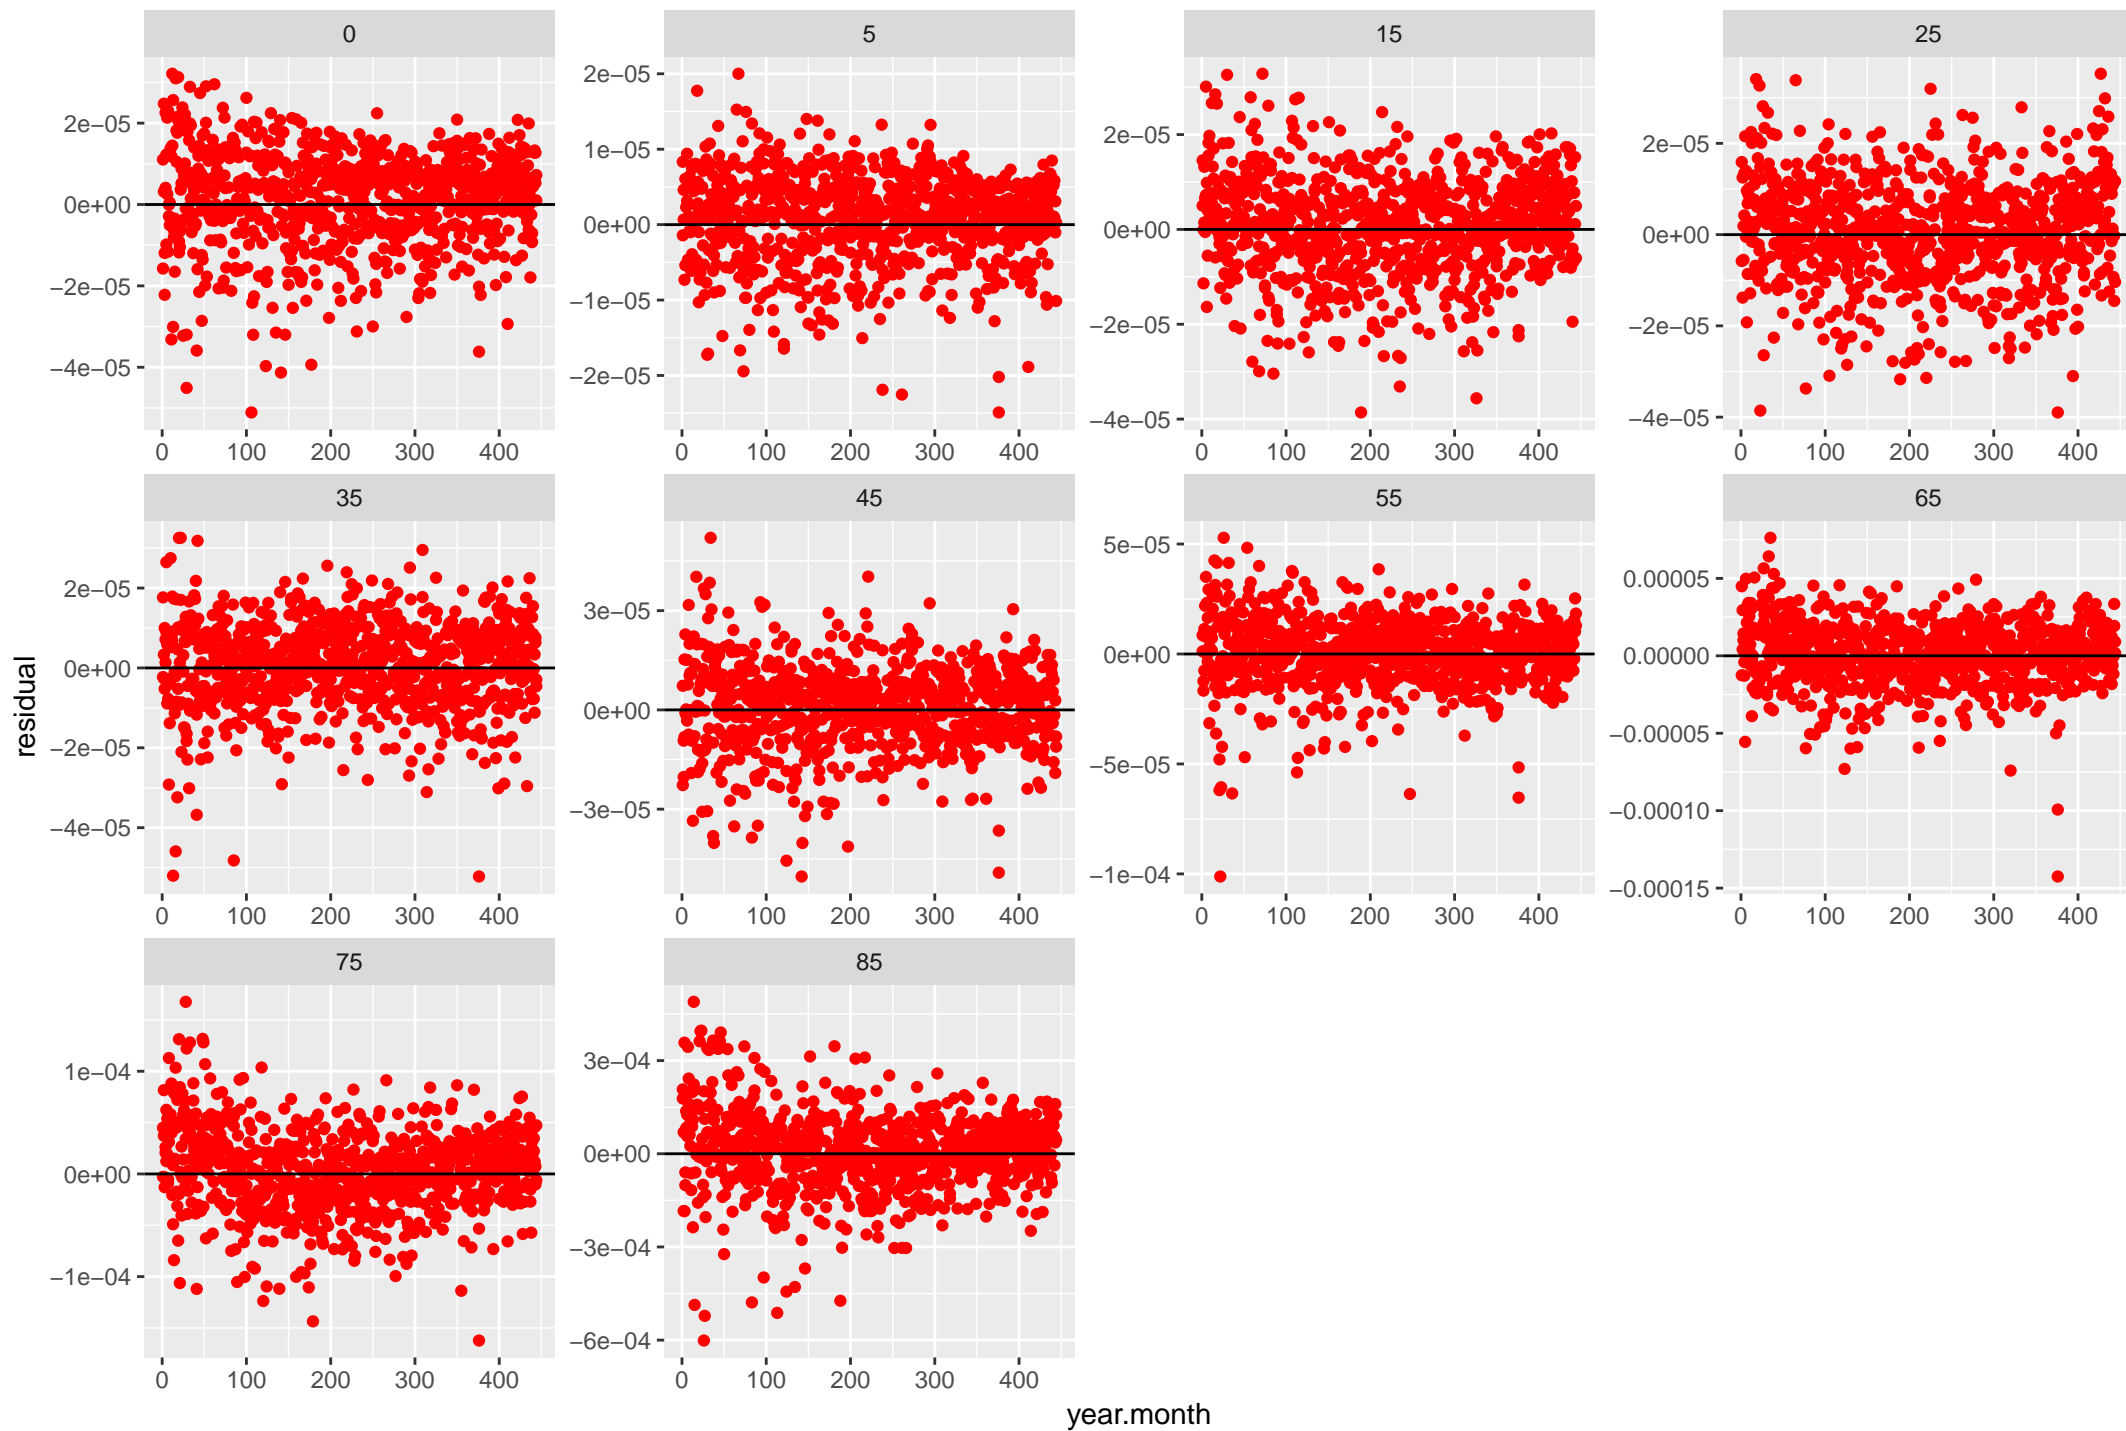 0 5 15 25
2e−05
0e+00
−2e−05
−4e−05
2e−05
1e−05
0e+00
−1e−05
−2e−05
2e−05
0e+00
−2e−05
−4e−05
2e−05
0e+00
−2e−05
−4e−05
0 100 200 300 400 0 100 200 300 400 0 100 200 300 400 0 100 200 300 400
35 45 55 65
2e−05
0e+00
−2e−05
−4e−05
3e−05
0e+00
−3e−05
5e−05
0e+00
−5e−05
−1e−04
0.00005
0.00000
−0.00005
−0.00010
−0.00015
0 100 200 300 400 0 100 200 300 400 0 100 200 300 400 0 100 200 300 400
residual
75 85
1e−04
0e+00
−1e−04
3e−04
0e+00
−3e−04
−6e−04
0 100 200 300 400 0 100 200 300 400
year.month